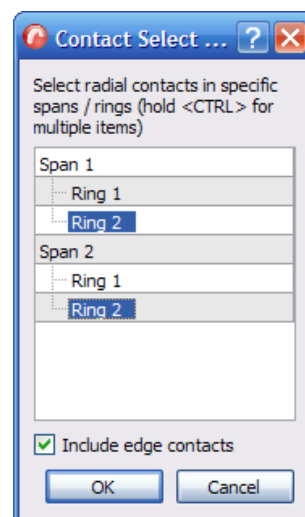 Contact Select ...
Select radial contacts in specific
spans / rings (hold <CTRL> for
multiple items)
Span 1
Ring 1
Ring 2
Span 2
Ring 1
Ring 2
Include edge contacts
OK
Cancel